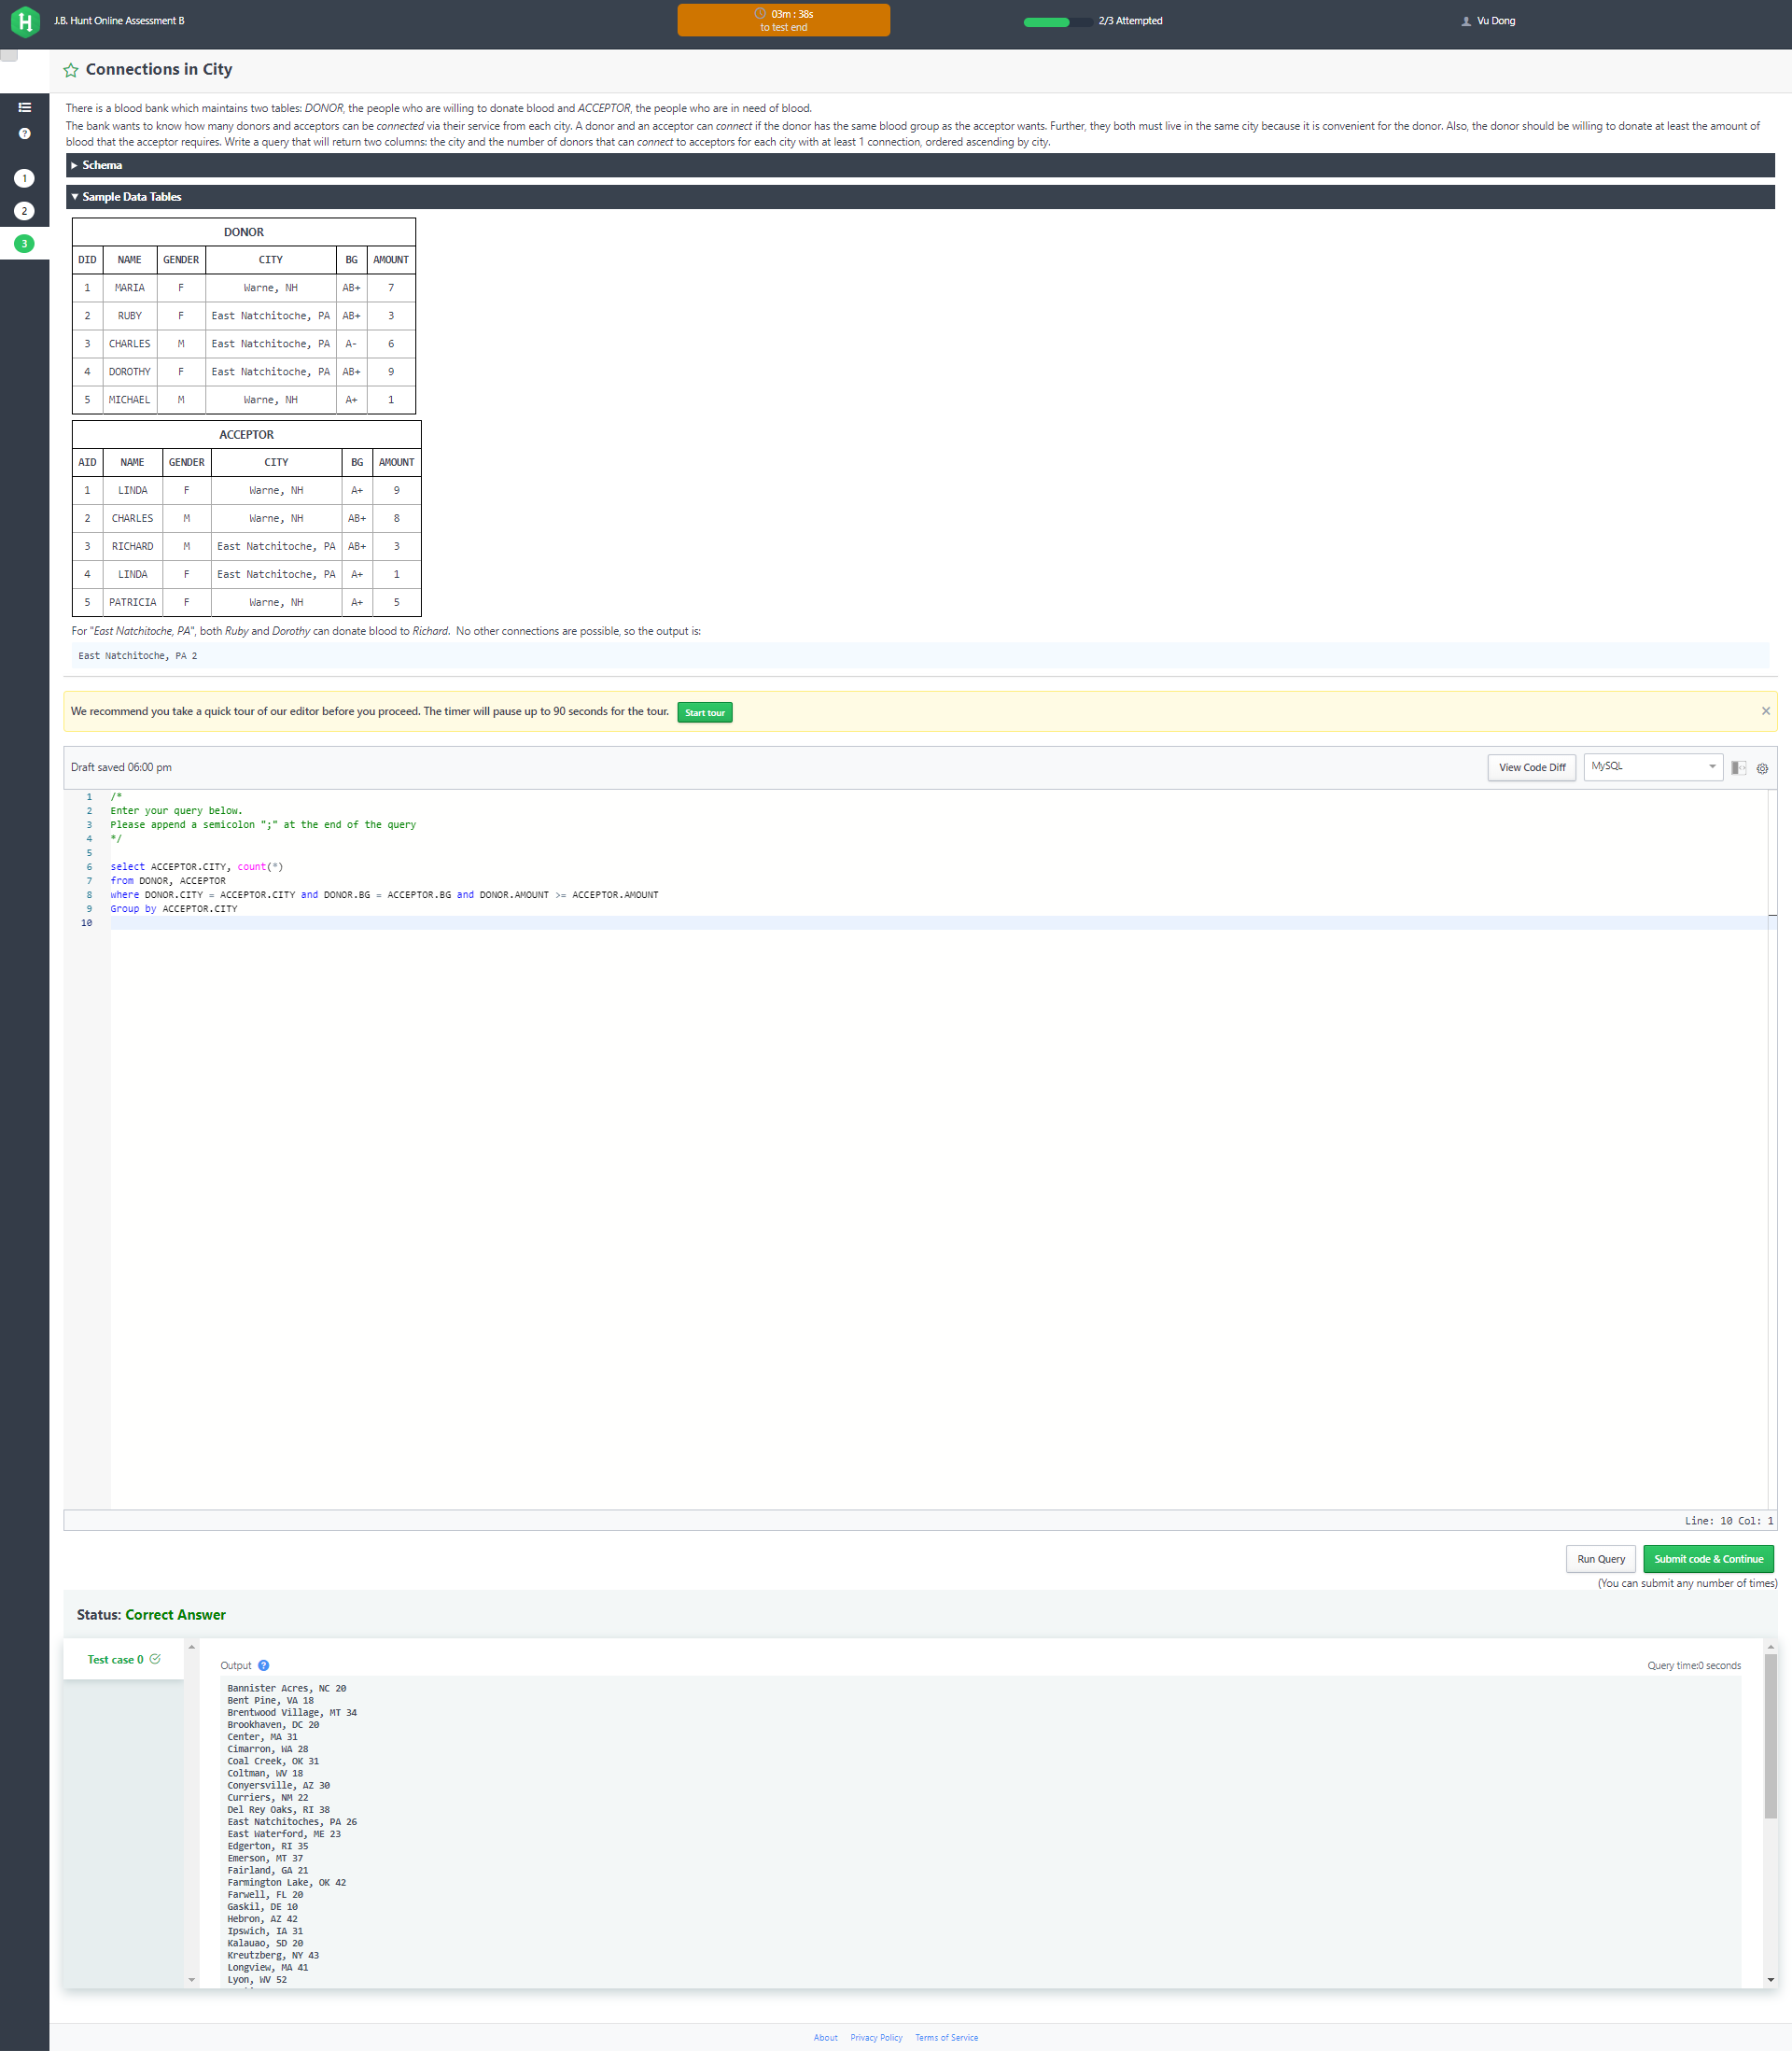 J.B. Hunt Online Assessment B
03m : 38s
to test end
2/3 Attempted
Vu Dong
Connections in City
1
2
3
There is a blood bank which maintains two tables: DONOR, the people who are willing to donate blood and ACCEPTOR, the people who are in need of blood.
The bank wants to know how many donors and acceptors can be connected via their service from each city. A donor and an acceptor can connect if the donor has the same blood group as the acceptor wants. Further, they both must live in the same city because it is convenient for the donor. Also, the donor should be willing to donate at least the amount of
blood that the acceptor requires. Write a query that will return two columns: the city and the number of donors that can connect to acceptors for each city with at least 1 connection, ordered ascending by city.
Schema
Sample Data Tables
DONOR
DID NAME GENDER CITY BG AMOUNT
1 MARIA F Warne, NH AB+ 7
2 RUBY F East Natchitoche, PA AB+ 3
3 CHARLES M East Natchitoche, PA A- 6
4 DOROTHY F East Natchitoche, PA AB+ 9
5 MICHAEL M Warne, NH A+ 1
ACCEPTOR
AID NAME GENDER CITY BG AMOUNT
1 LINDA F Warne, NH A+ 9
2 CHARLES M Warne, NH AB+ 8
3 RICHARD M East Natchitoche, PA AB+ 3
4 LINDA F East Natchitoche, PA A+ 1
5 PATRICIA F Warne, NH A+ 5
For "East Natchitoche, PA", both Ruby and Dorothy can donate blood to Richard. No other connections are possible, so the output is:
East Natchitoche, PA 2
We recommend you take a quick tour of our editor before you proceed. The timer will pause up to 90 seconds for the tour. Start tour
Draft saved 06:00 pm
View Code Diff
MySQL
1 /*
2 Enter your query below.
3 Please append a semicolon ";" at the end of the query
4 */
5
6 select ACCEPTOR.CITY, count(*)
7 from DONOR, ACCEPTOR
8 where DONOR.CITY = ACCEPTOR.CITY and DONOR.BG = ACCEPTOR.BG and DONOR.AMOUNT >= ACCEPTOR.AMOUNT
9 Group by ACCEPTOR.CITY
10
Line: 10 Col: 1
Run Query
Submit code & Continue
(You can submit any number of times)
Status: Correct Answer
Test case 0
Output
Query time:0 seconds
Bannister Acres, NC 20
Bent Pine, VA 18
Brentwood Village, MT 34
Brookhaven, DC 20
Center, MA 31
Cimarron, WA 28
Coal Creek, OK 31
Coltman, WV 18
Conyersville, AZ 30
Curriers, NM 22
Del Rey Oaks, RI 38
East Natchitoches, PA 26
East Waterford, ME 23
Edgerton, RI 35
Emerson, MT 37
Fairland, GA 21
Farmington Lake, OK 42
Farwell, FL 20
Gaskil, DE 10
Hebron, AZ 42
Ipswich, IA 31
Kalauao, SD 20
Kreutzberg, NY 43
Longview, MA 41
Lyon, WV 52
About
Privacy Policy
Terms of Service